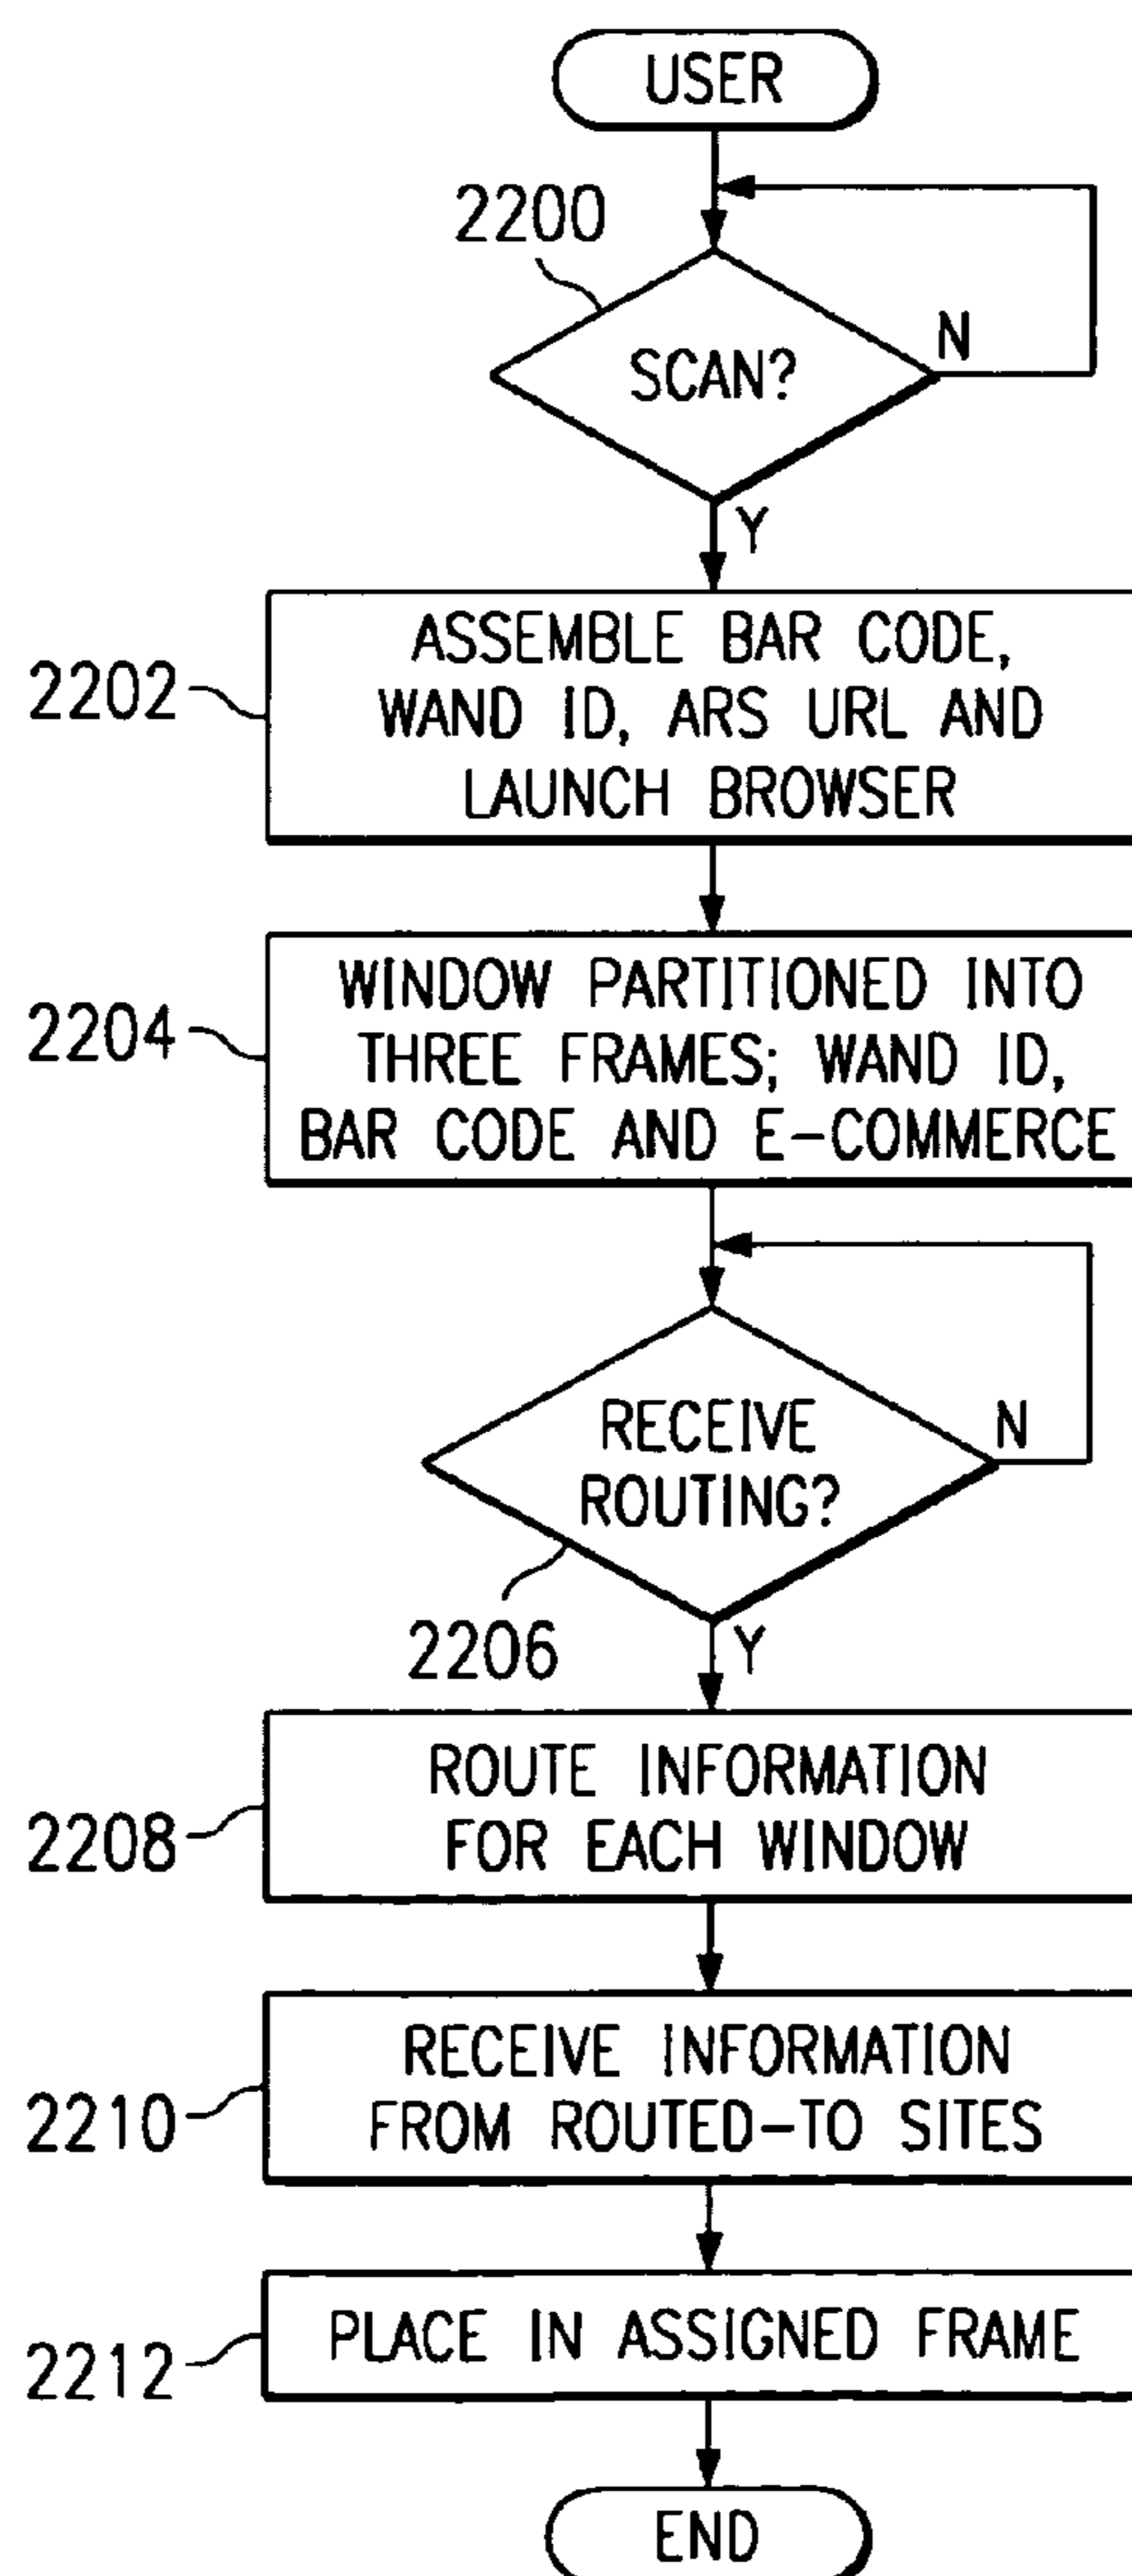 USER
2200
SCAN?
N
Y
2202
ASSEMBLE BAR CODE,
WAND ID, ARS URL AND
LAUNCH BROWSER
2204
WINDOW PARTITIONED INTO
THREE FRAMES; WAND ID,
BAR CODE AND E-COMMERCE
RECEIVE
ROUTING?
N
2206
Y
2208
ROUTE INFORMATION
FOR EACH WINDOW
2210
RECEIVE INFORMATION
FROM ROUTED-TO SITES
2212
PLACE IN ASSIGNED FRAME
END